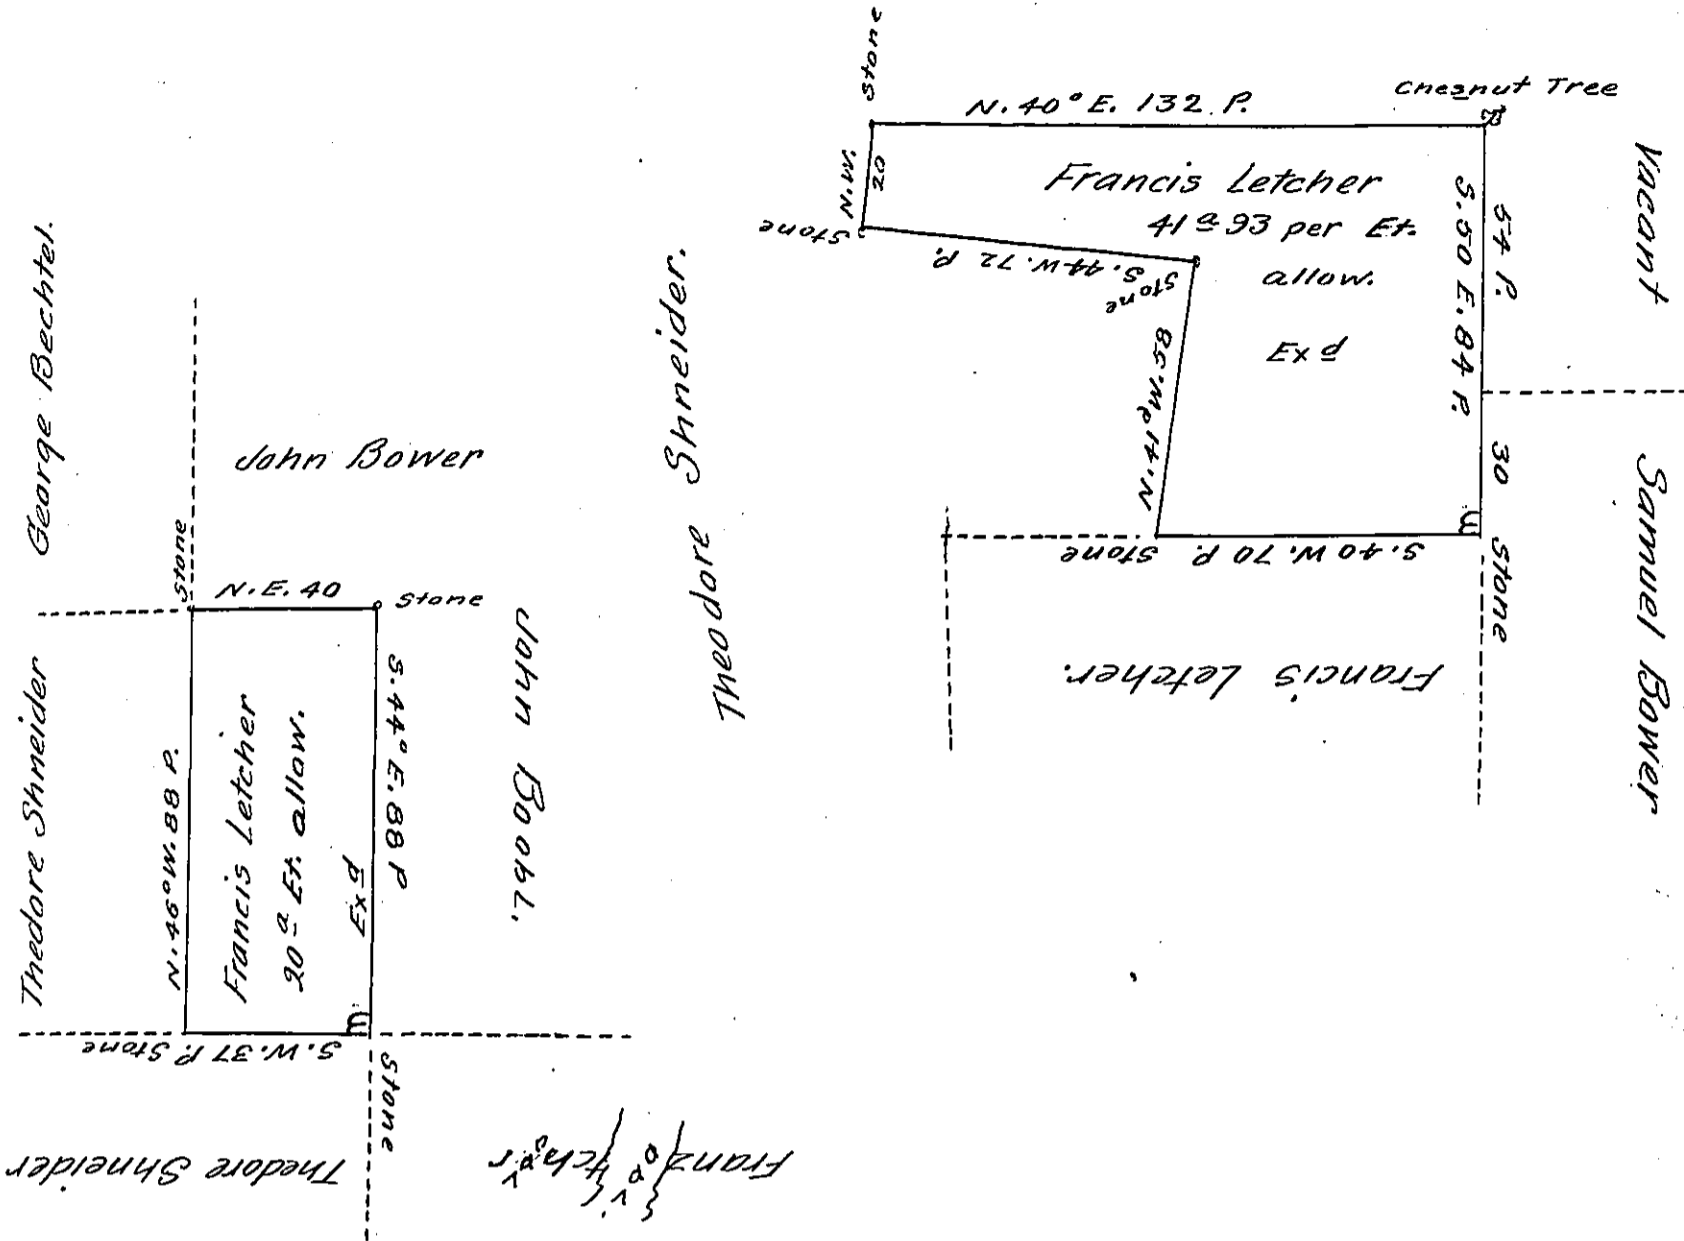 Stone
N. 40° E. 132 P.
Chesnut Tree
Vacant
N.W.
20
Francis Letcher
41 a 93 per Et.
allow.
Ex d
Stone
S. 44 W. 72 P.
Stone
S. 50 E. 84 P.
54 P.
30
N. 41° W. 58
Stone
S. 40 W. 70 P
Stone
Samuel Bower
Francis Letcher.
Theodore Shneider.
George Bechtel.
John Bower
Stone
N. E. 40
Stone
Thedore Shneider
N. 46° W. 88 P.
Francis Letcher
20 a Et. allow.
Ex d
S. 44° E. 88 P
John Boobl.
S. W. 37 P. Stone
Stone
Thedore Shneider
Franz